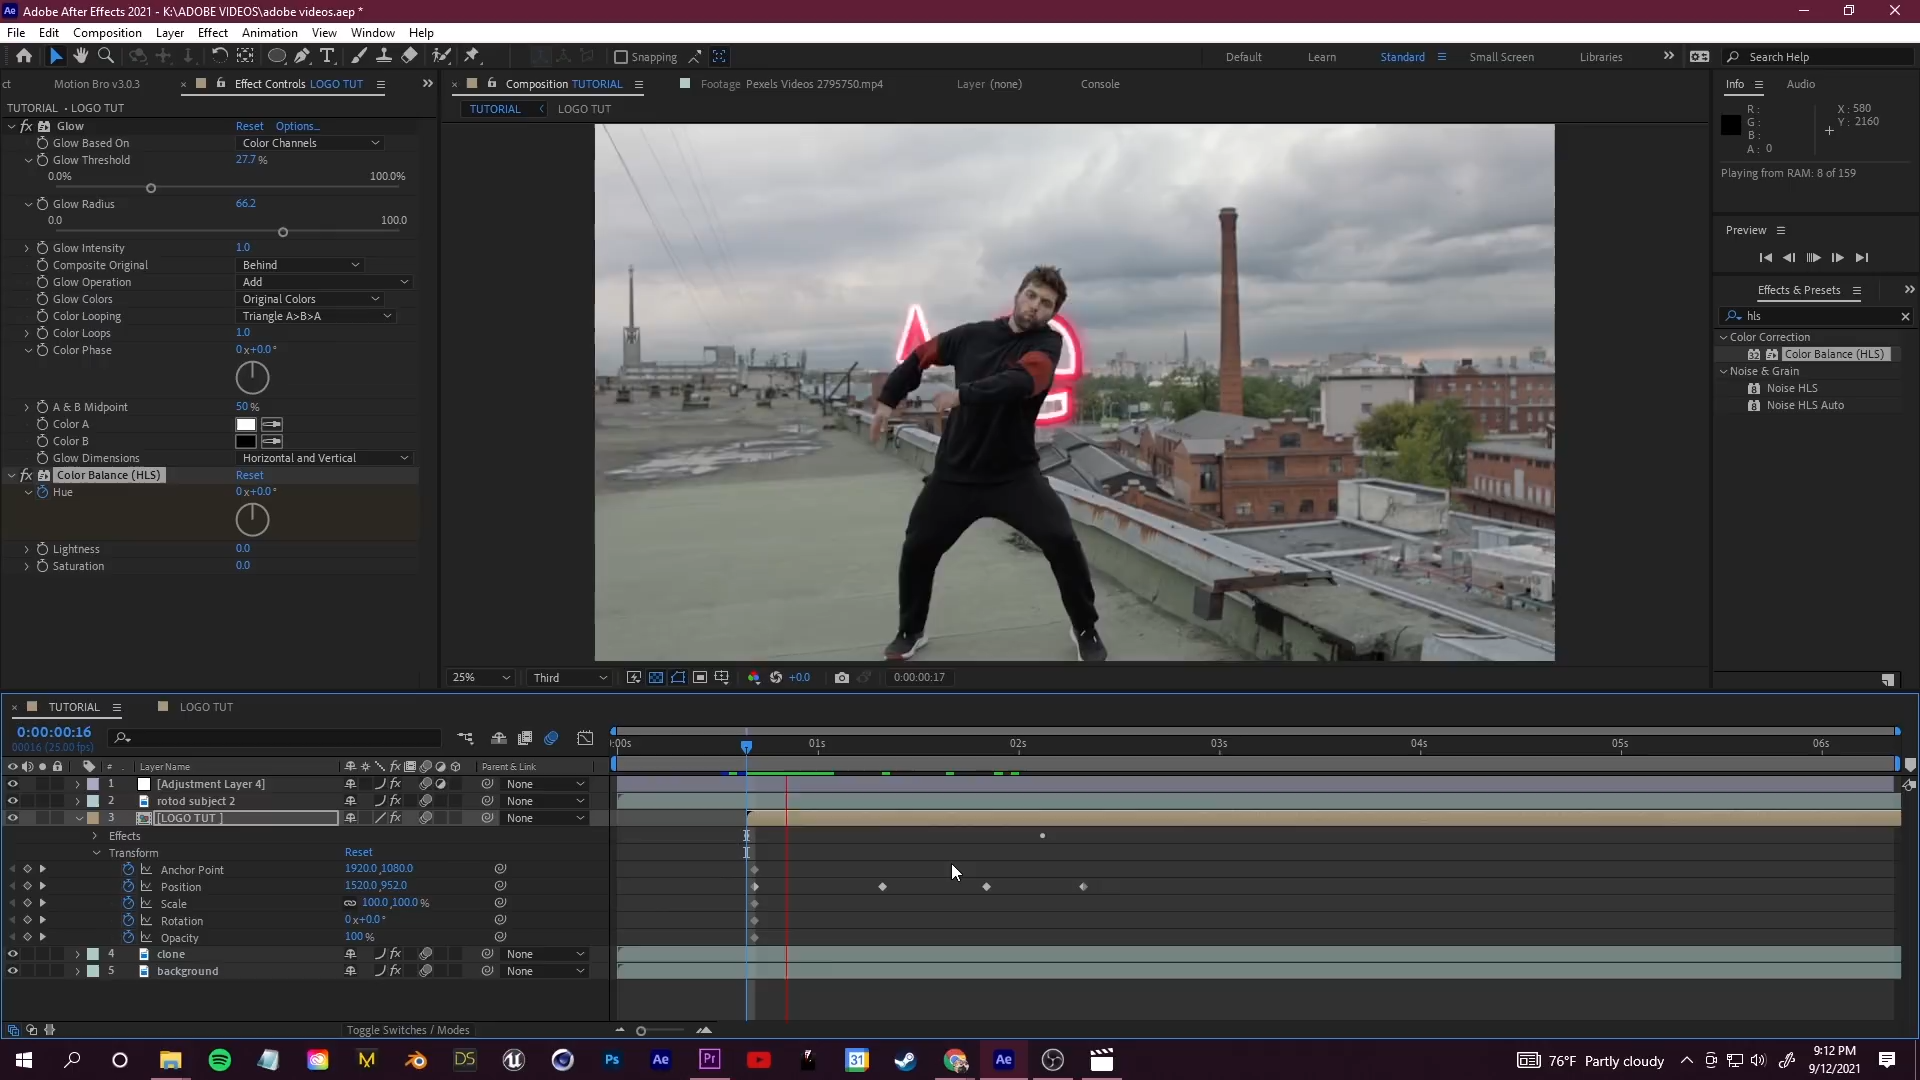 Adobe After Effects 2021 - K:\ADOBE VIDEOS\adobe videos.aep *
File Edit Composition Layer Effect Animation View Window Help
Snapping Default Learn Standard Small Screen Libraries Search Help
ct Motion Bro v3.0.3 Effect Controls LOGO TUT
Composition TUTORIAL Footage Pexels Videos 2795750.mp4 Layer (none) Console
Info Audio
TUTORIAL • LOGO TUT
TUTORIAL LOGO TUT
R:
G:
B:
A: 0
X: 580
Y: 2160
Playing from RAM: 8 of 159
Preview
Effects & Presets
hls
Color Correction
Color Balance (HLS)
Noise & Grain
Noise HLS
Noise HLS Auto
Glow Reset Options...
Glow Based On Color Channels
Glow Threshold 27.7 %
0.0% 100.0%
Glow Radius 66.2
0.0 100.0
Glow Intensity 1.0
Composite Original Behind
Glow Operation Add
Glow Colors Original Colors
Color Looping Triangle A>B>A
Color Loops 1.0
Color Phase 0x+0.0°
A & B Midpoint 50 %
Color A
Color B
Glow Dimensions Horizontal and Vertical
Color Balance (HLS) Reset
Hue 0x+0.0°
Lightness 0.0
Saturation 0.0
25% Third +0.0 0:00:00:17
TUTORIAL LOGO TUT
0:00:00:16
00016 (25.00 fps)
:00s 01s 02s 03s 04s 05s 06s
# Layer Name Parent & Link
1 [Adjustment Layer 4] None
2 rotod subject 2 None
3 [LOGO TUT ] None
Effects
Transform Reset
Anchor Point 1920.0,1080.0
Position 1520.0,952.0
Scale 100.0,100.0 %
Rotation 0x+0.0°
Opacity 100 %
4 clone None
5 background None
Toggle Switches / Modes
76°F Partly cloudy
9:12 PM
9/12/2021